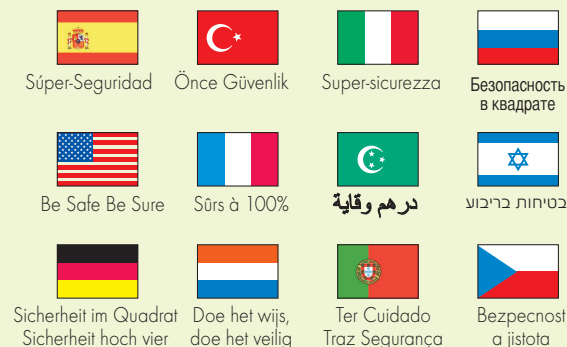 Súper-Seguridad
Önce Güvenlik
Super-sicurezza
Безопасность
в квадрате
Be Safe Be Sure
Sûrs à 100%
درهم وقاية
בטיחות בריבוע
Sicherheit im Quadrat
Sicherheit hoch vier
Doe het wijs,
doe het veilig
Ter Cuidado
Traz Segurança
Bezpecnost
a jistota